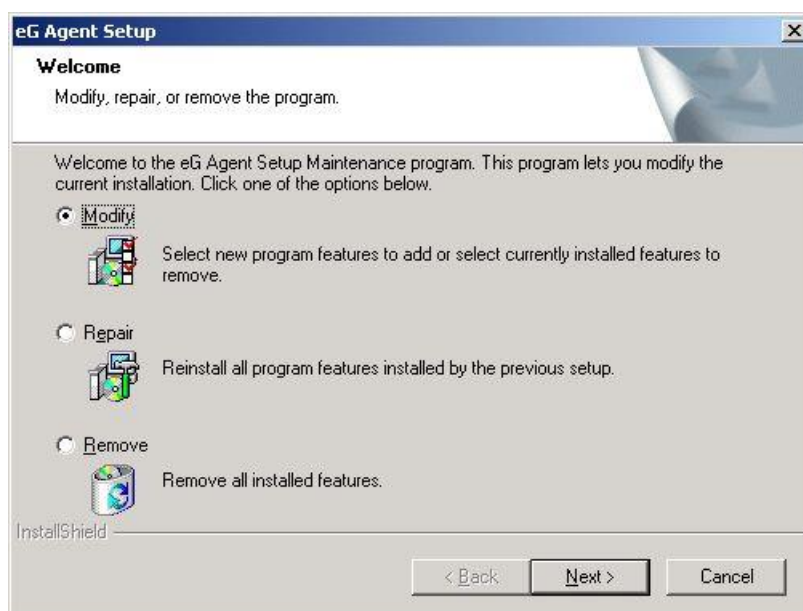 eG Agent Setup
Welcome
Modify, repair, or remove the program.
Welcome to the eG Agent Setup Maintenance program. This program lets you modify the
current installation. Click one of the options below.
Modify
Select new program features to add or select currently installed features to
remove.
Repair
Reinstall all program features installed by the previous setup.
Remove
Remove all installed features.
InstallShield
< Back
Next >
Cancel